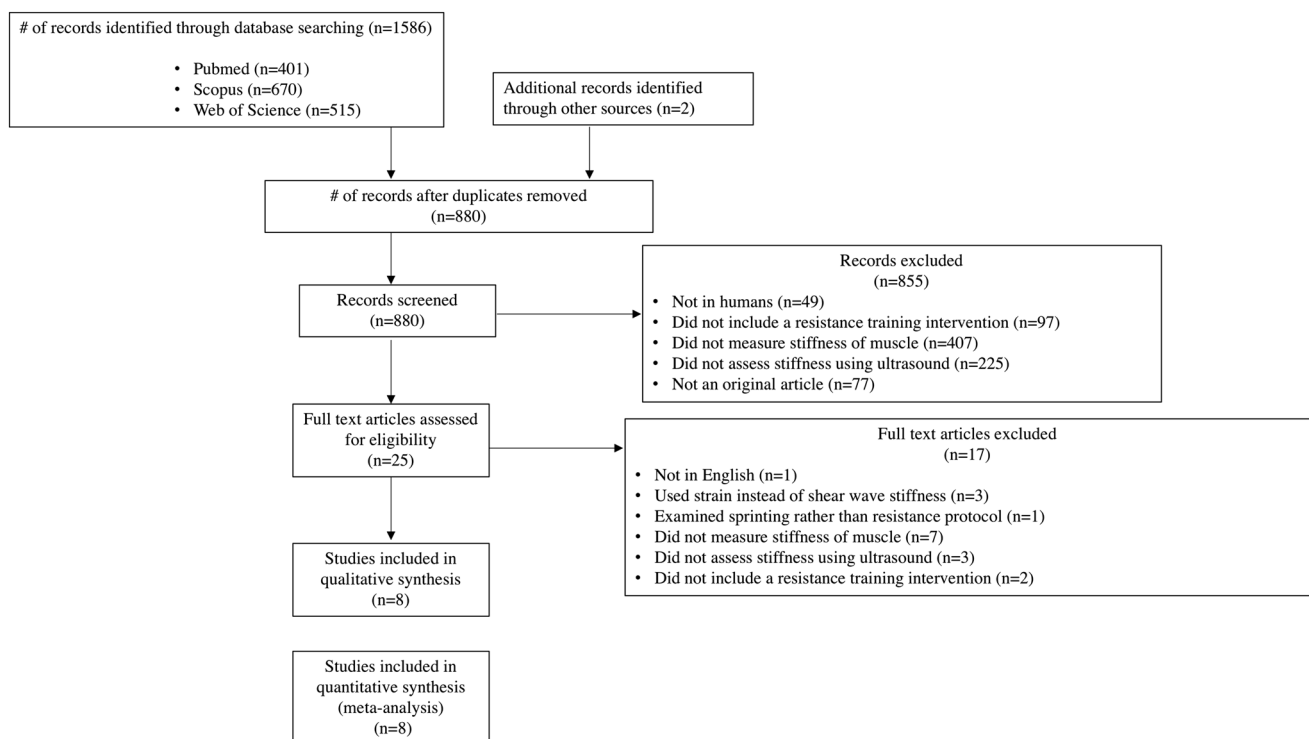 # of records identified through database searching (n=1586)
• Pubmed (n=401)
• Scopus (n=670)
• Web of Science (n=515)
Additional records identified
through other sources (n=2)
# of records after duplicates removed
(n=880)
Records screened
(n=880)
Records excluded
(n=855)
• Not in humans (n=49)
• Did not include a resistance training intervention (n=97)
• Did not measure stiffness of muscle (n=407)
• Did not assess stiffness using ultrasound (n=225)
• Not an original article (n=77)
Full text articles assessed
for eligibility
(n=25)
Full text articles excluded
(n=17)
• Not in English (n=1)
• Used strain instead of shear wave stiffness (n=3)
• Examined sprinting rather than resistance protocol (n=1)
• Did not measure stiffness of muscle (n=7)
• Did not assess stiffness using ultrasound (n=3)
• Did not include a resistance training intervention (n=2)
Studies included in
qualitative synthesis
(n=8)
Studies included in
quantitative synthesis
(meta-analysis)
(n=8)